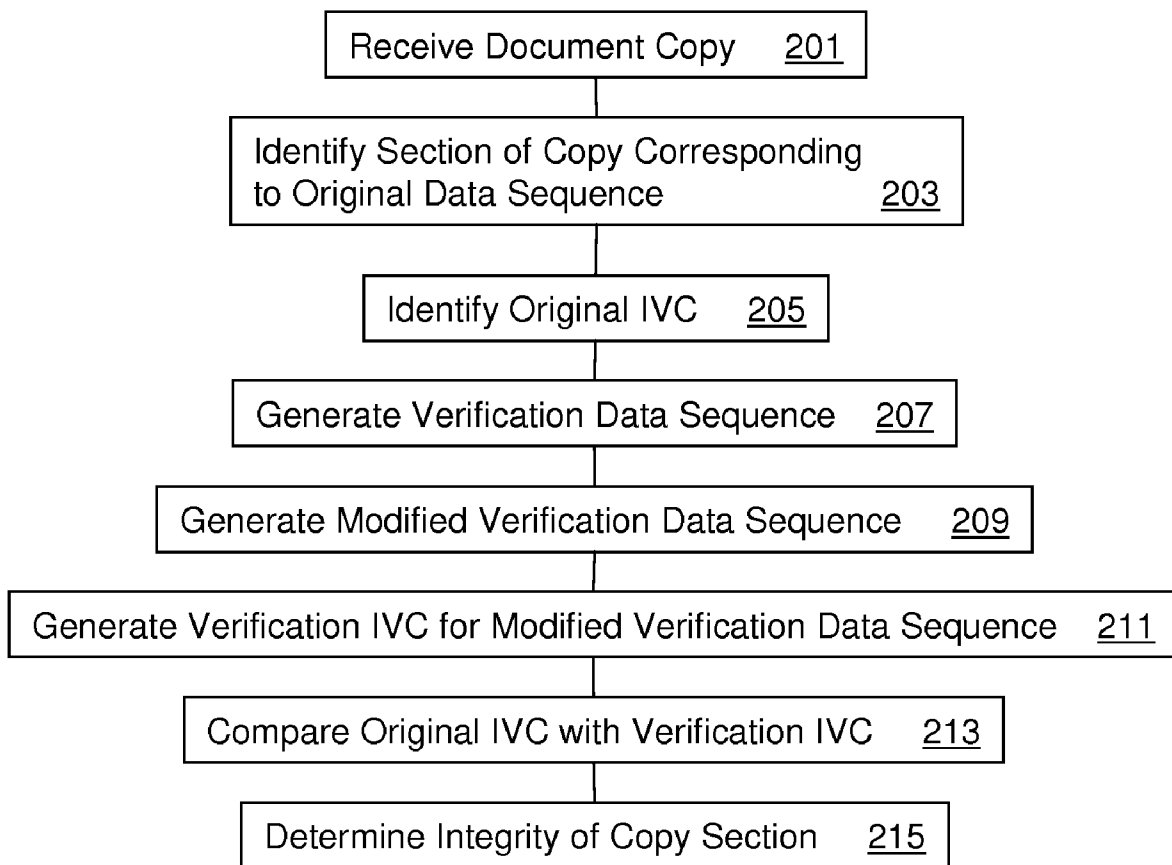 Receive Document Copy 201
Identify Section of Copy Corresponding
to Original Data Sequence 203
Identify Original IVC 205
Generate Verification Data Sequence 207
Generate Modified Verification Data Sequence 209
Generate Verification IVC for Modified Verification Data Sequence 211
Compare Original IVC with Verification IVC 213
Determine Integrity of Copy Section 215